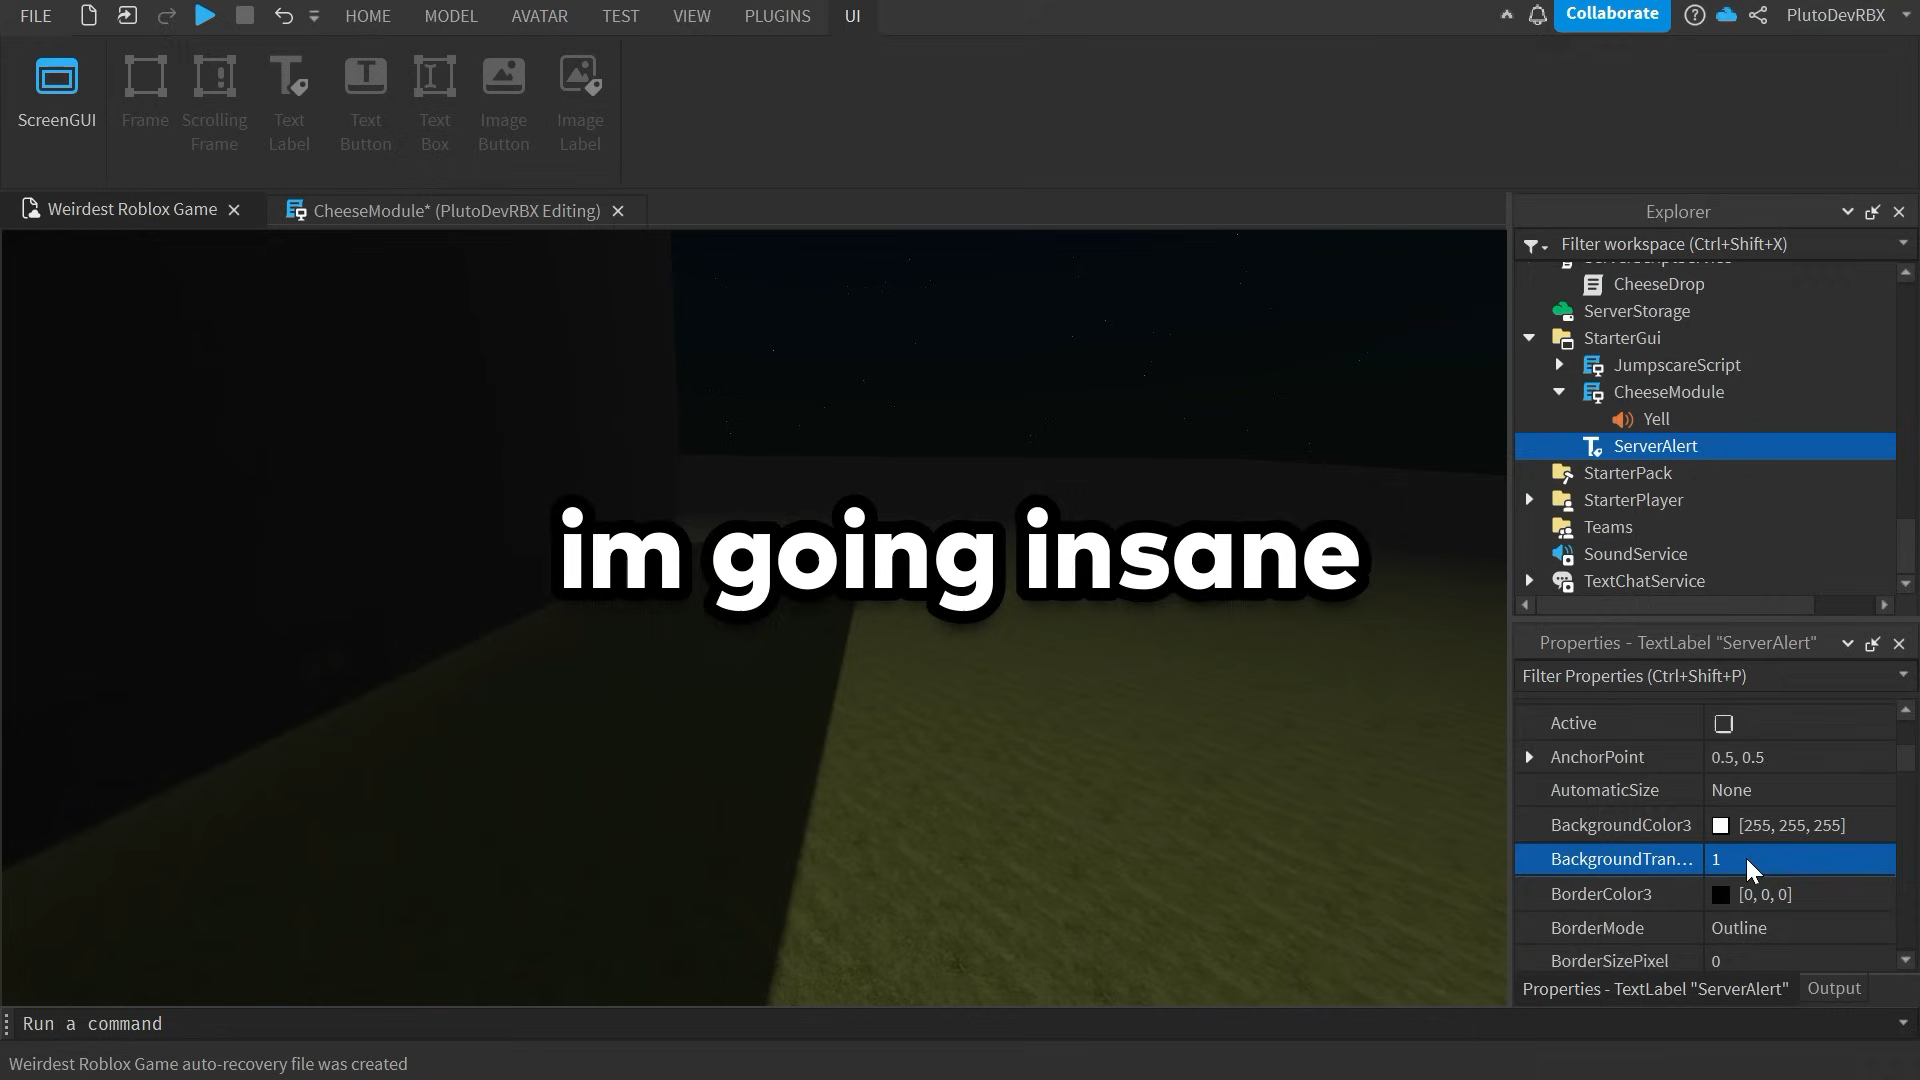 FILE
HOME
MODEL
AVATAR
TEST
VIEW
PLUGINS
UI
Collaborate
PlutoDevRBX
ScreenGUI
Frame
Scrolling
Frame
Text
Label
Text
Button
Text
Box
Image
Button
Image
Label
Weirdest Roblox Game
CheeseModule* (PlutoDevRBX Editing)
Explorer
Filter workspace (Ctrl+Shift+X)
ServerScriptService
CheeseDrop
ServerStorage
StarterGui
JumpscareScript
CheeseModule
Yell
ServerAlert
StarterPack
StarterPlayer
Teams
SoundService
TextChatService
im going insane
Properties - TextLabel "ServerAlert"
Filter Properties (Ctrl+Shift+P)
Active
AnchorPoint 0.5, 0.5
AutomaticSize None
BackgroundColor3 [255, 255, 255]
BackgroundTran... 1
BorderColor3 [0, 0, 0]
BorderMode Outline
BorderSizePixel 0
Properties - TextLabel "ServerAlert" Output
Run a command
Weirdest Roblox Game auto-recovery file was created